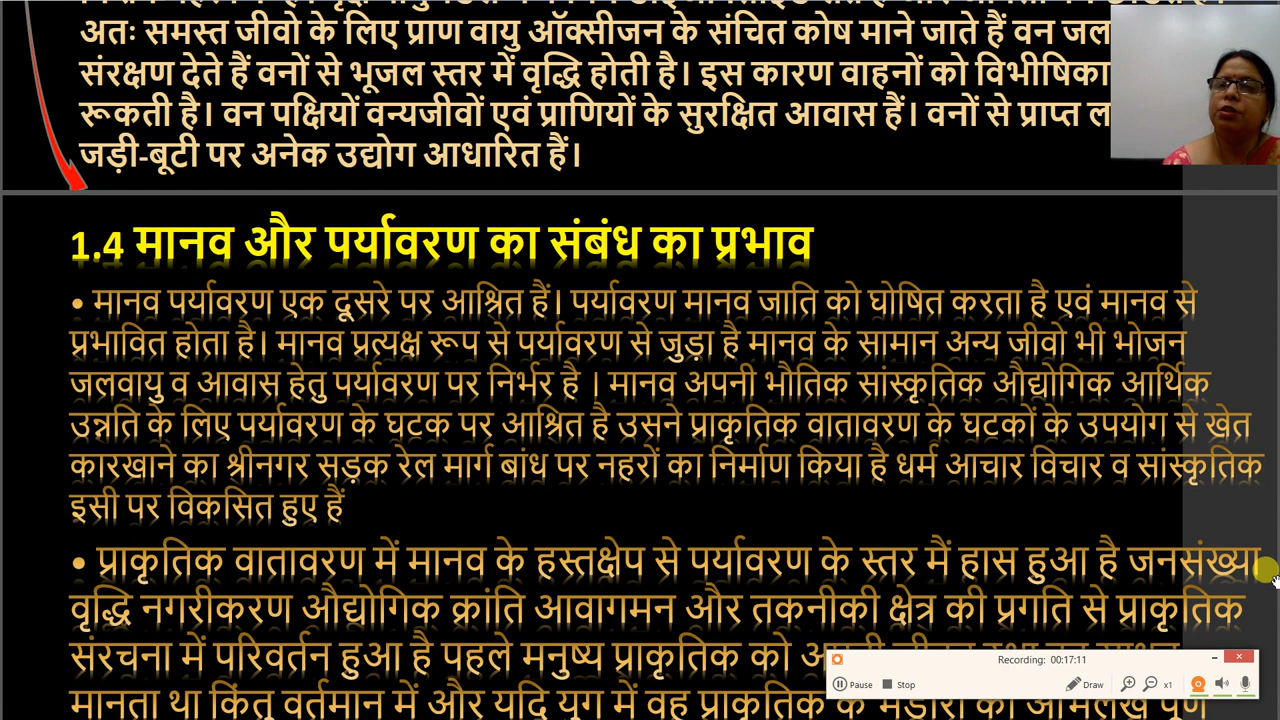 अतः समस्त जीवो के लिए प्राण वायु ऑक्सीजन के संचित कोष माने जाते हैं वन जल
संरक्षण देते हैं वनों से भूजल स्तर में वृद्धि होती है। इस कारण वाहनों को विभीषिका
रूकती है। वन पक्षियों वन्यजीवों एवं प्राणियों के सुरक्षित आवास हैं। वनों से प्राप्त
जड़ी-बूटी पर अनेक उद्योग आधारित हैं।
1.4 मानव और पर्यावरण का संबंध का प्रभाव
• मानव पर्यावरण एक दूसरे पर आश्रित हैं। पर्यावरण मानव जाति को घोषित करता है एवं मानव से
प्रभावित होता है। मानव प्रत्यक्ष रूप से पर्यावरण से जुड़ा है मानव के सामान अन्य जीवो भी भोजन
जलवायु व आवास हेतु पर्यावरण पर निर्भर है । मानव अपनी भौतिक सांस्कृतिक औद्योगिक आर्थिक
उन्नति के लिए पर्यावरण के घटक पर आश्रित है उसने प्राकृतिक वातावरण के घटकों के उपयोग से खेत
कारखाने का श्रीनगर सड़क रेल मार्ग बांध पर नहरों का निर्माण किया है धर्म आचार विचार व सांस्कृतिक
इसी पर विकसित हुए हैं
• प्राकृतिक वातावरण में मानव के हस्तक्षेप से पर्यावरण के स्तर मैं हास हुआ है जनसंख्या
वृद्धि नगरीकरण औद्योगिक क्रांति आवागमन और तकनीकी क्षेत्र की प्रगति से प्राकृतिक
संरचना में परिवर्तन हुआ है पहले मनुष्य प्राकृतिक को
मानता था किंतु वर्तमान में और यदि युग में वह प्राकृतिक के
Recording: 00:17:11
Pause Stop Draw x1